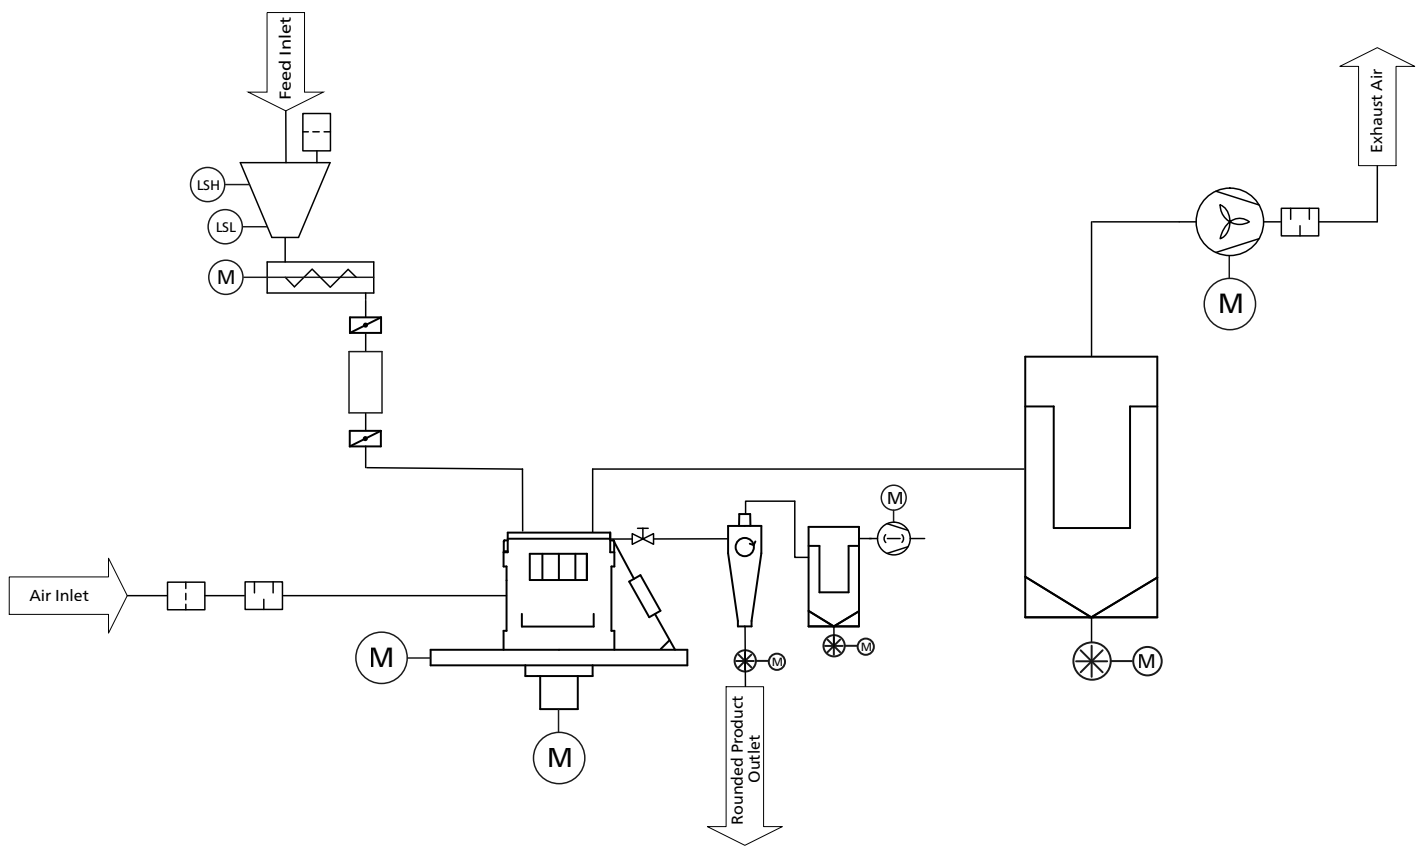 Feed Inlet
Exhaust Air
LSH
LSL
M
M
M
Air Inlet
M
M
M
M
M
Rounded Product
Outlet